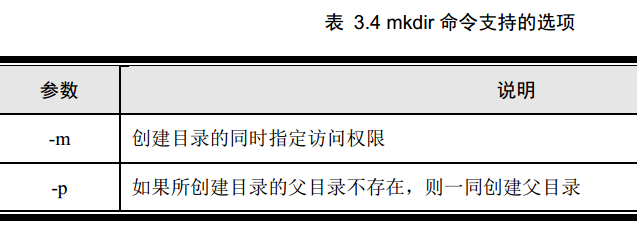 表 3.4 mkdir 命令支持的选项
参数 说明
-m 创建目录的同时指定访问权限
-p 如果所创建目录的父目录不存在，则一同创建父目录